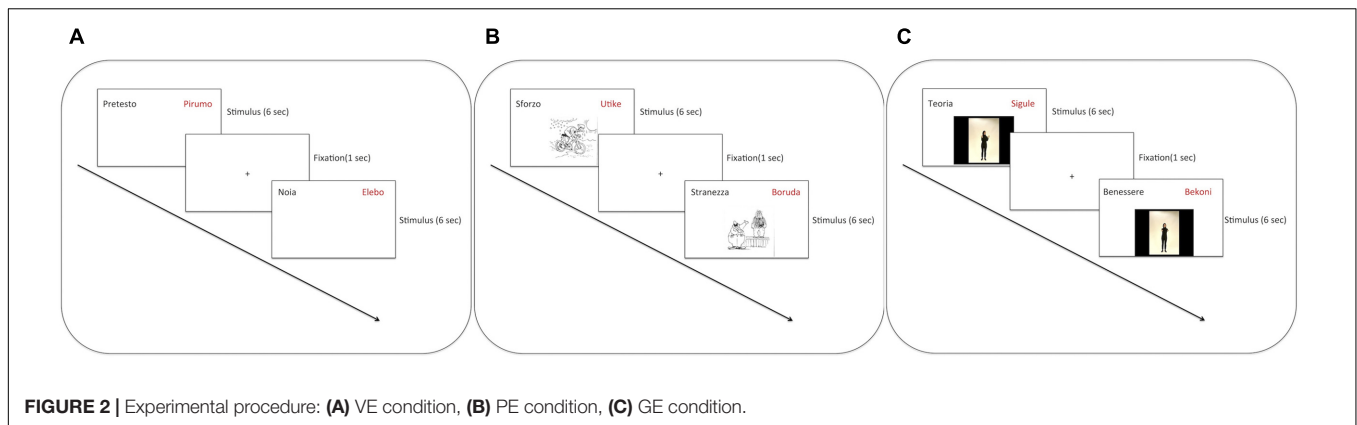 A
Pretesto Pirumo
Stimulus (6 sec)
+
Fixation(1 sec)
Noia Elebo
Stimulus (6 sec)
B
Sforzo Utike
Stimulus (6 sec)
+
Fixation(1 sec)
Stranezza Boruda
Stimulus (6 sec)
C
Teoria Sigule
Stimulus (6 sec)
+
Fixation(1 sec)
Benessere Bekoni
Stimulus (6 sec)
FIGURE 2 | Experimental procedure: (A) VE condition, (B) PE condition, (C) GE condition.